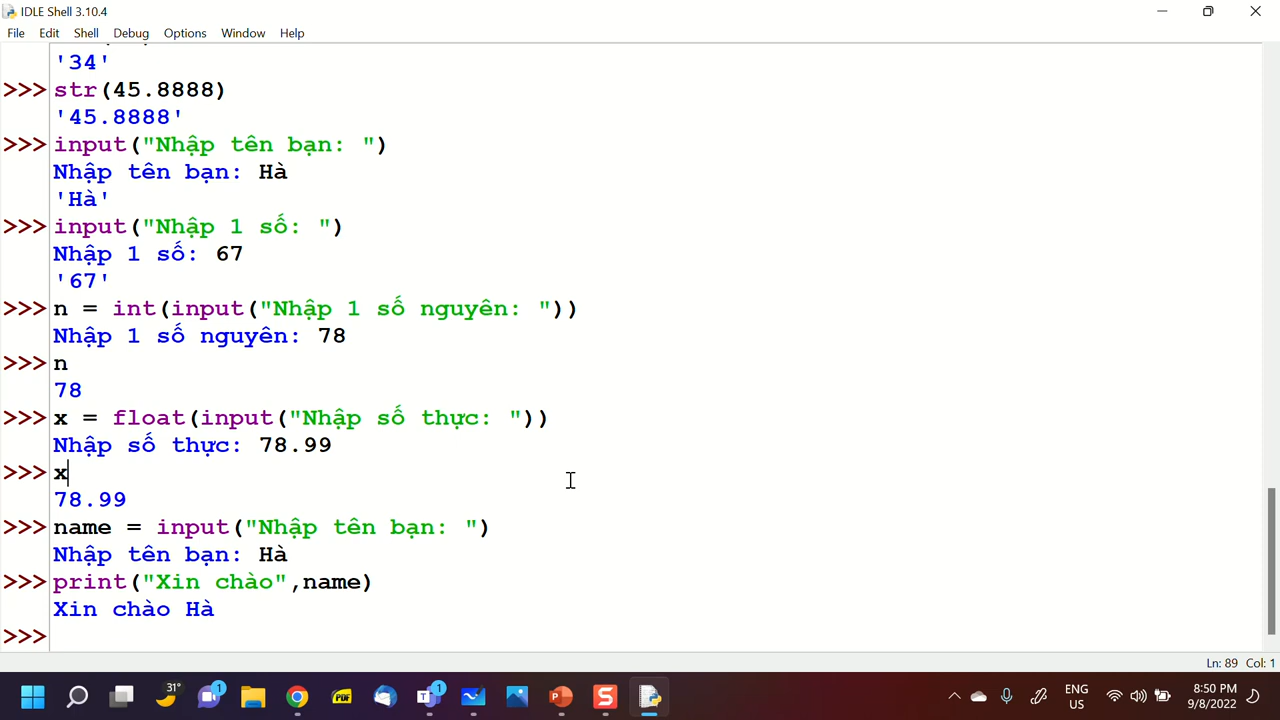 IDLE Shell 3.10.4
File Edit Shell Debug Options Window Help
'34'
>>> str(45.8888)
'45.8888'
>>> input("Nhập tên bạn: ")
Nhập tên bạn: Hà
'Hà'
>>> input("Nhập 1 số: ")
Nhập 1 số: 67
'67'
>>> n = int(input("Nhập 1 số nguyên: "))
Nhập 1 số nguyên: 78
>>> n
78
>>> x = float(input("Nhập số thực: "))
Nhập số thực: 78.99
>>> x
78.99
>>> name = input("Nhập tên bạn: ")
Nhập tên bạn: Hà
>>> print("Xin chào",name)
Xin chào Hà
>>>
Ln: 89 Col: 1
31°
1
PDF
T
1
P
S
ENG
US
8:50 PM
9/8/2022